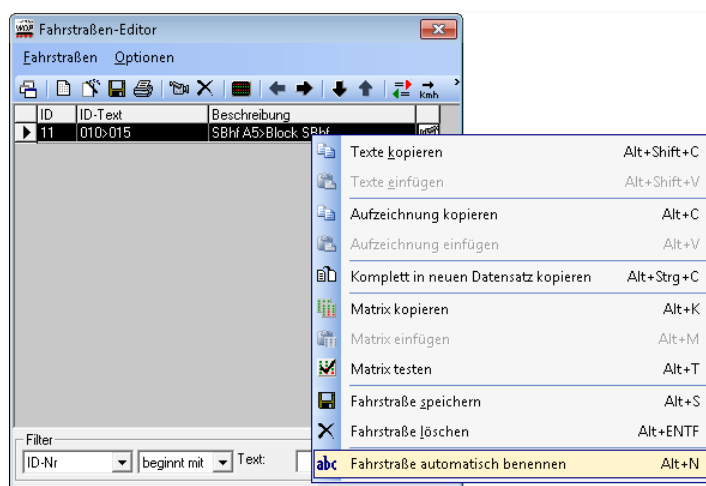 WDP Fahrstraßen-Editor
Fahrstraßen Optionen
Kmh
ID ID-Text Beschreibung
11 010>015 SBhf A5>Block SBhf
Texte kopieren Alt+Shift+C
Texte einfügen Alt+Shift+V
Aufzeichnung kopieren Alt+C
Aufzeichnung einfügen Alt+V
Komplett in neuen Datensatz kopieren Alt+Strg+C
Matrix kopieren Alt+K
Matrix einfügen Alt+M
Matrix testen Alt+T
Fahrstraße speichern Alt+S
Fahrstraße löschen Alt+ENTF
abc Fahrstraße automatisch benennen Alt+N
Filter
ID-Nr beginnt mit Text: